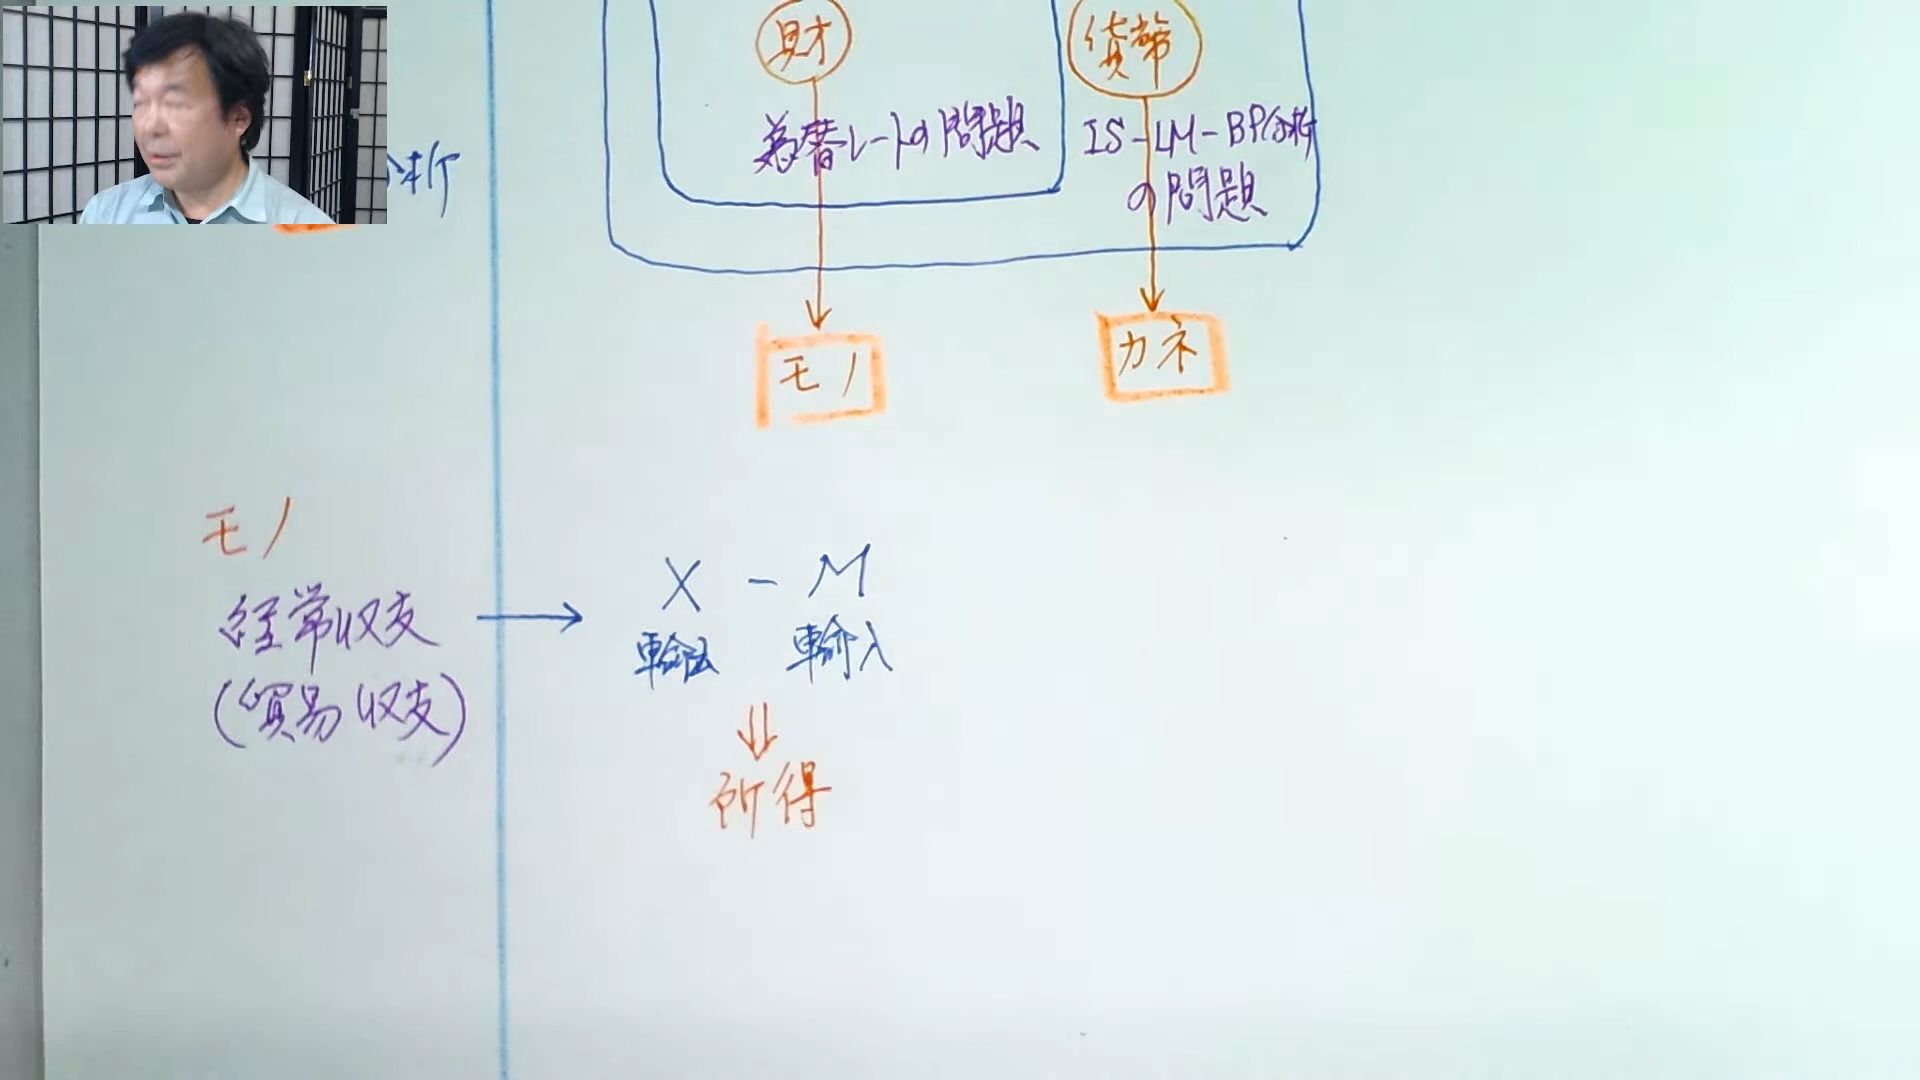 財
貨幣
為替レートの問題
IS-LM-BP分析
の問題
分析
モノ
カネ
モノ
経常収支
(貿易収支)
X - M
輸出 輸入
⇓
所得